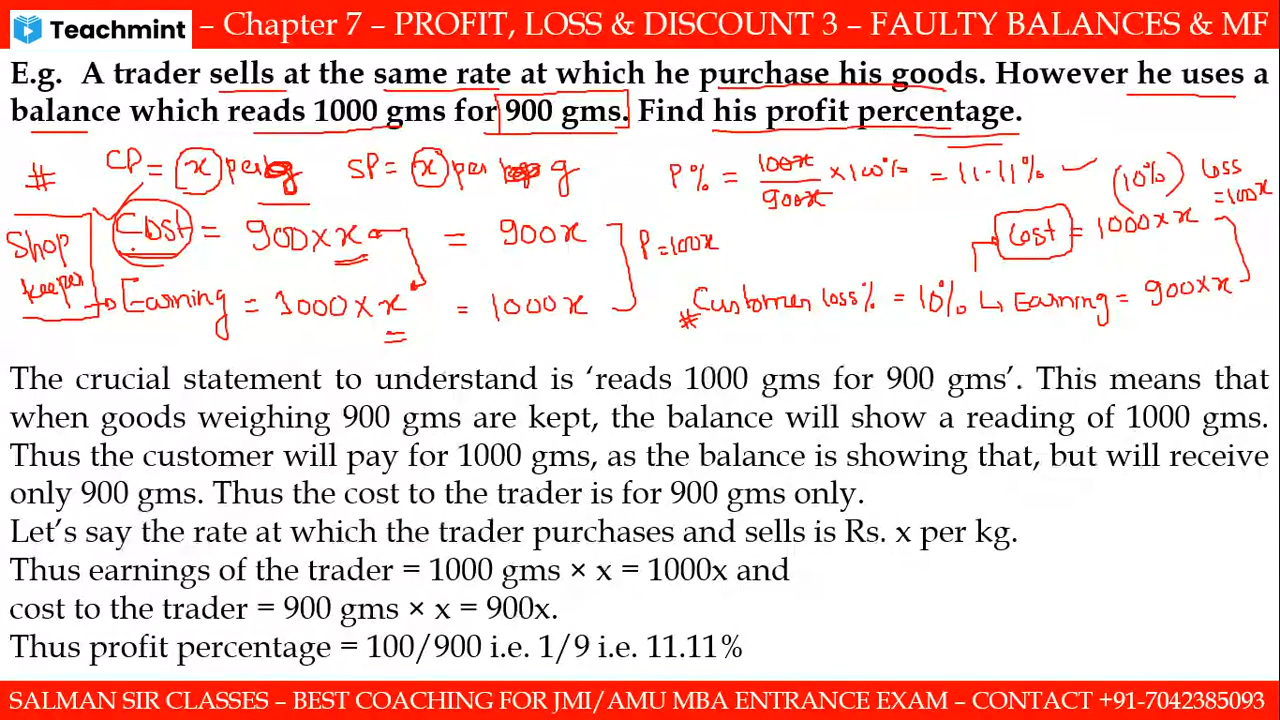 Teachmint – Chapter 7 – PROFIT, LOSS & DISCOUNT 3 – FAULTY BALANCES & MF
E.g. A trader sells at the same rate at which he purchase his goods. However he uses a
balance which reads 1000 gms for 900 gms. Find his profit percentage.
# CP = x per g SP = x per g P% = 100x/900x × 100% = 11.11% (10%) Loss = 100x
Shop keeper
Cost = 900 × x = 900x
Earning = 1000 × x = 1000x
P = 100x
Cost = 1000 × x
* Customer loss% = 10% Earning = 900 × x
The crucial statement to understand is ‘reads 1000 gms for 900 gms’. This means that
when goods weighing 900 gms are kept, the balance will show a reading of 1000 gms.
Thus the customer will pay for 1000 gms, as the balance is showing that, but will receive
only 900 gms. Thus the cost to the trader is for 900 gms only.
Let’s say the rate at which the trader purchases and sells is Rs. x per kg.
Thus earnings of the trader = 1000 gms × x = 1000x and
cost to the trader = 900 gms × x = 900x.
Thus profit percentage = 100/900 i.e. 1/9 i.e. 11.11%
SALMAN SIR CLASSES – BEST COACHING FOR JMI/AMU MBA ENTRANCE EXAM – CONTACT +91-7042385093